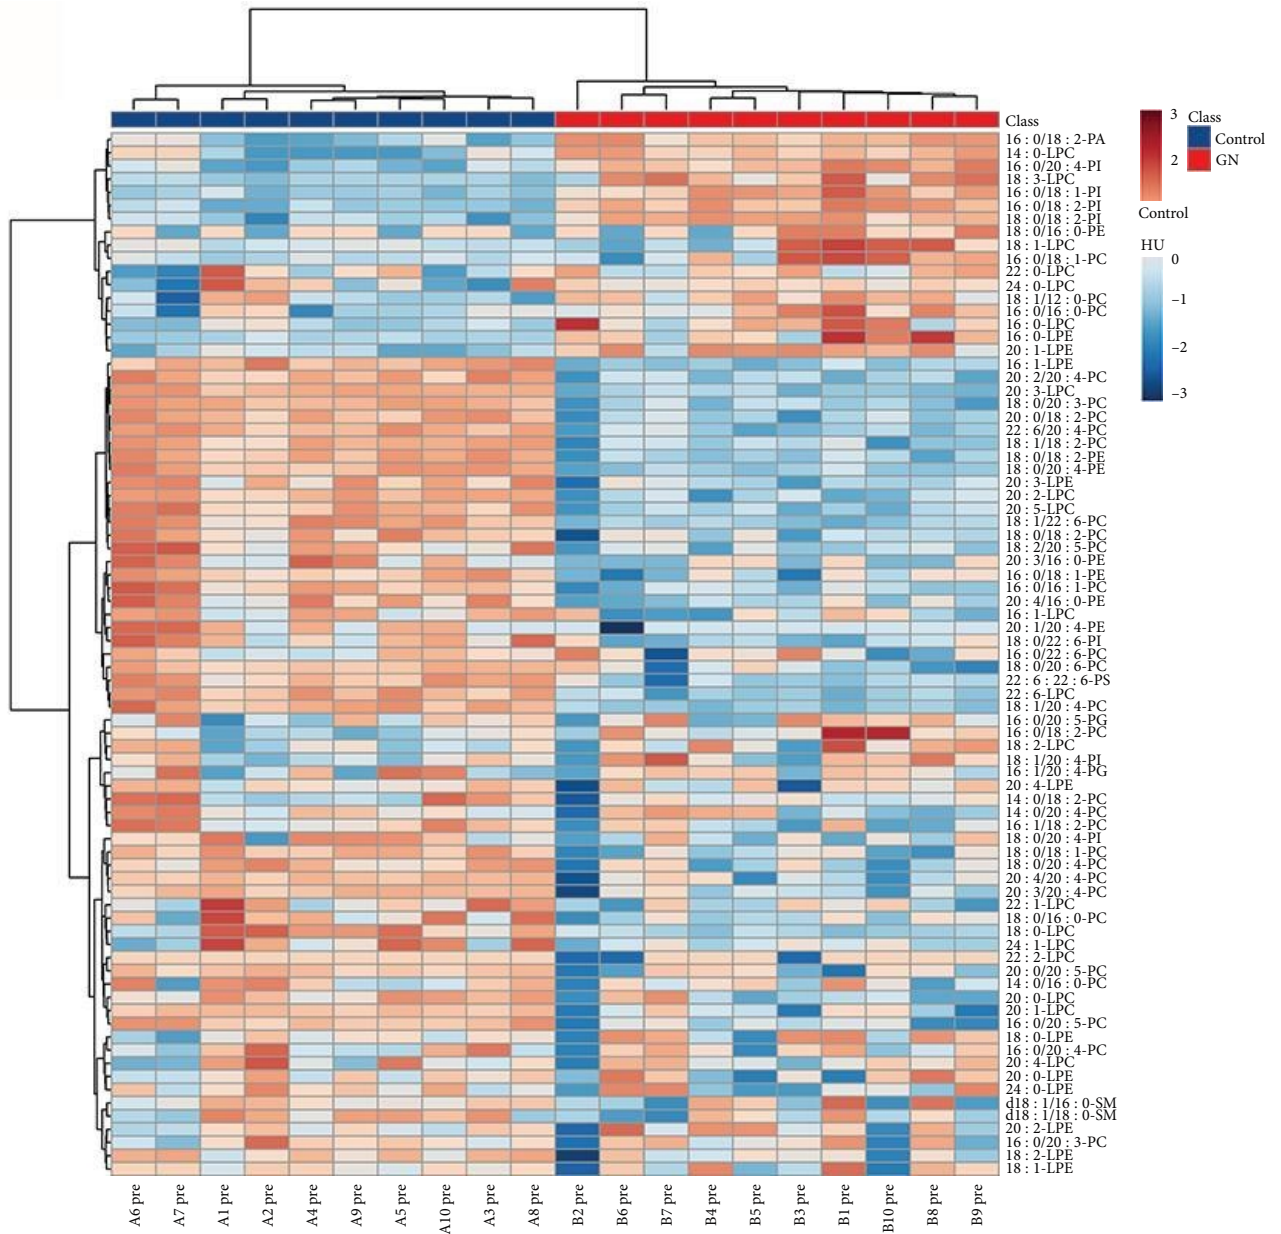 Class
16 : 0/18 : 2-PA
14 : 0-LPC
16 : 0/20 : 4-PI
18 : 3-LPC
16 : 0/18 : 1-PI
16 : 0/18 : 2-PI
18 : 0/18 : 2-PI
18 : 0/16 : 0-PE
18 : 1-LPC
16 : 0/18 : 1-PC
22 : 0-LPC
24 : 0-LPC
18 : 1/12 : 0-PC
16 : 0/16 : 0-PC
16 : 0-LPC
16 : 0-LPE
20 : 1-LPE
16 : 1-LPE
20 : 2/20 : 4-PC
20 : 3-LPC
18 : 0/20 : 3-PC
20 : 0/18 : 2-PC
22 : 6/20 : 4-PC
18 : 1/18 : 2-PC
18 : 0/18 : 2-PE
18 : 0/20 : 4-PE
20 : 3-LPE
20 : 2-LPC
20 : 5-LPC
18 : 1/22 : 6-PC
18 : 0/18 : 2-PC
18 : 2/20 : 5-PC
20 : 3/16 : 0-PE
16 : 0/18 : 1-PE
16 : 0/16 : 1-PC
20 : 4/16 : 0-PE
16 : 1-LPC
20 : 1/20 : 4-PE
18 : 0/22 : 6-PI
16 : 0/22 : 6-PC
18 : 0/20 : 6-PC
22 : 6 : 22 : 6-PS
22 : 6-LPC
18 : 1/20 : 4-PC
16 : 0/20 : 5-PG
16 : 0/18 : 2-PC
18 : 2-LPC
18 : 1/20 : 4-PI
16 : 1/20 : 4-PG
20 : 4-LPE
14 : 0/18 : 2-PC
14 : 0/20 : 4-PC
16 : 1/18 : 2-PC
18 : 0/20 : 4-PI
18 : 0/18 : 1-PC
18 : 0/20 : 4-PC
20 : 4/20 : 4-PC
20 : 3/20 : 4-PC
22 : 1-LPC
18 : 0/16 : 0-PC
18 : 0-LPC
24 : 1-LPC
22 : 2-LPC
20 : 0/20 : 5-PC
14 : 0/16 : 0-PC
20 : 0-LPC
20 : 1-LPC
16 : 0/20 : 5-PC
18 : 0-LPE
16 : 0/20 : 4-PC
20 : 4-LPC
20 : 0-LPE
24 : 0-LPE
d18 : 1/16 : 0-SM
d18 : 1/18 : 0-SM
20 : 2-LPE
16 : 0/20 : 3-PC
18 : 2-LPE
18 : 1-LPE
A6 pre
A7 pre
A1 pre
A2 pre
A4 pre
A9 pre
A5 pre
A10 pre
A3 pre
A8 pre
B2 pre
B6 pre
B7 pre
B4 pre
B5 pre
B3 pre
B1 pre
B10 pre
B8 pre
B9 pre
3
2
Control
HU
0
−1
−2
−3
Class
Control
GN